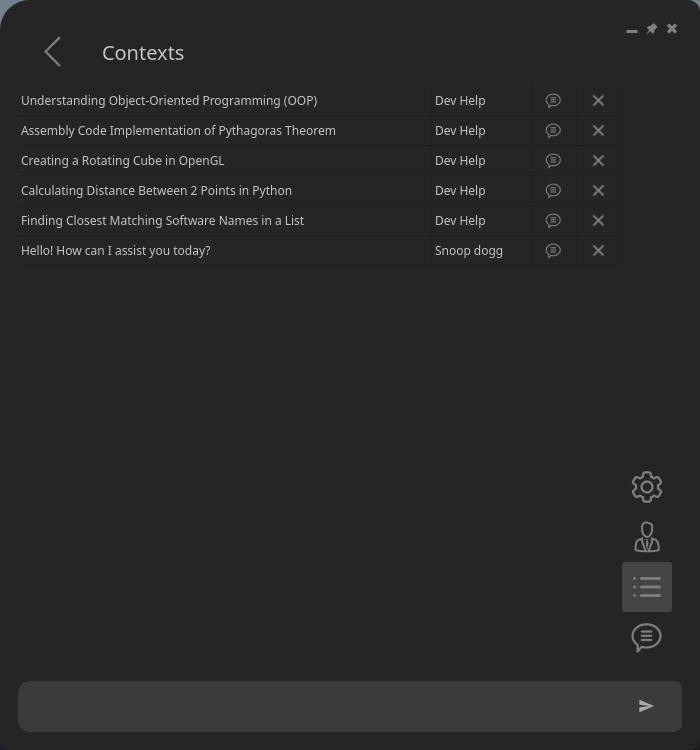 Contexts
Understanding Object-Oriented Programming (OOP) Dev Help
Assembly Code Implementation of Pythagoras Theorem Dev Help
Creating a Rotating Cube in OpenGL Dev Help
Calculating Distance Between 2 Points in Python Dev Help
Finding Closest Matching Software Names in a List Dev Help
Hello! How can I assist you today? Snoop dogg